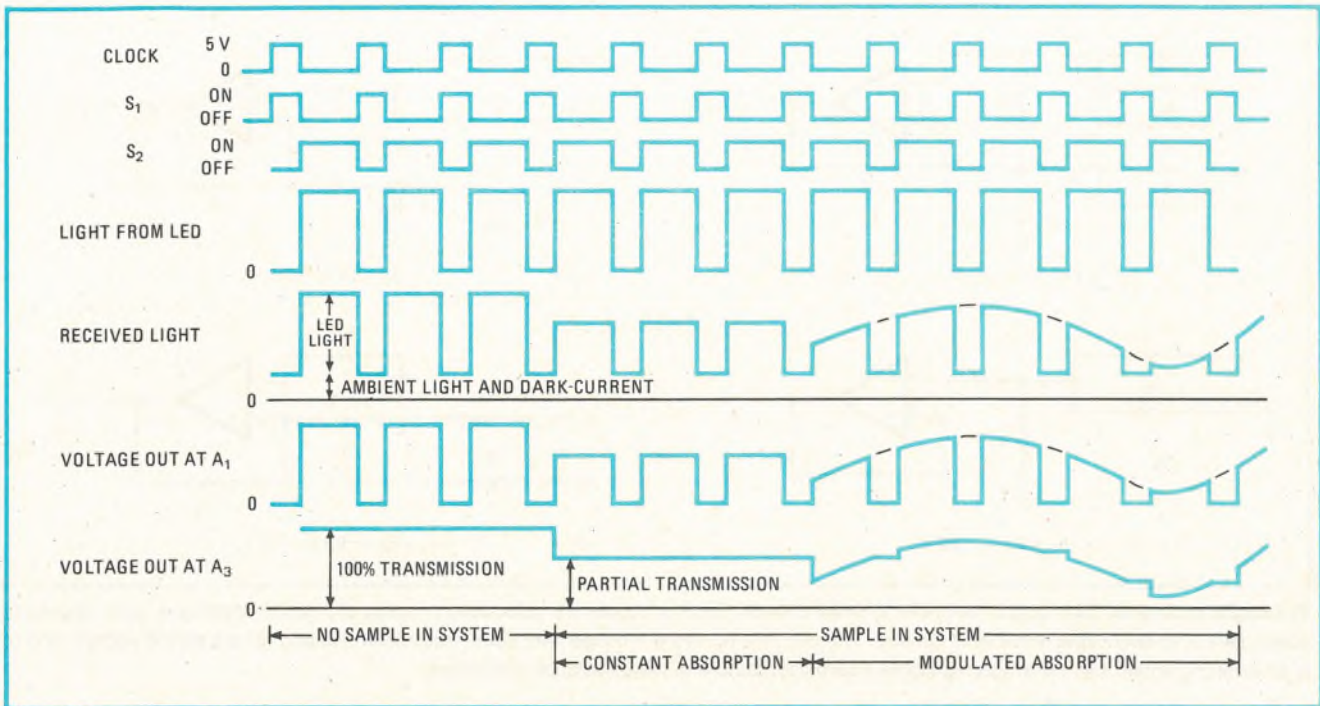 CLOCK
5 V
0
S₁
ON
OFF
S₂
ON
OFF
LIGHT FROM LED
0
RECEIVED LIGHT
LED
LIGHT
AMBIENT LIGHT AND DARK-CURRENT
0
VOLTAGE OUT AT A₁
0
VOLTAGE OUT AT A₃
100% TRANSMISSION
PARTIAL TRANSMISSION
0
NO SAMPLE IN SYSTEM
SAMPLE IN SYSTEM
CONSTANT ABSORPTION
MODULATED ABSORPTION